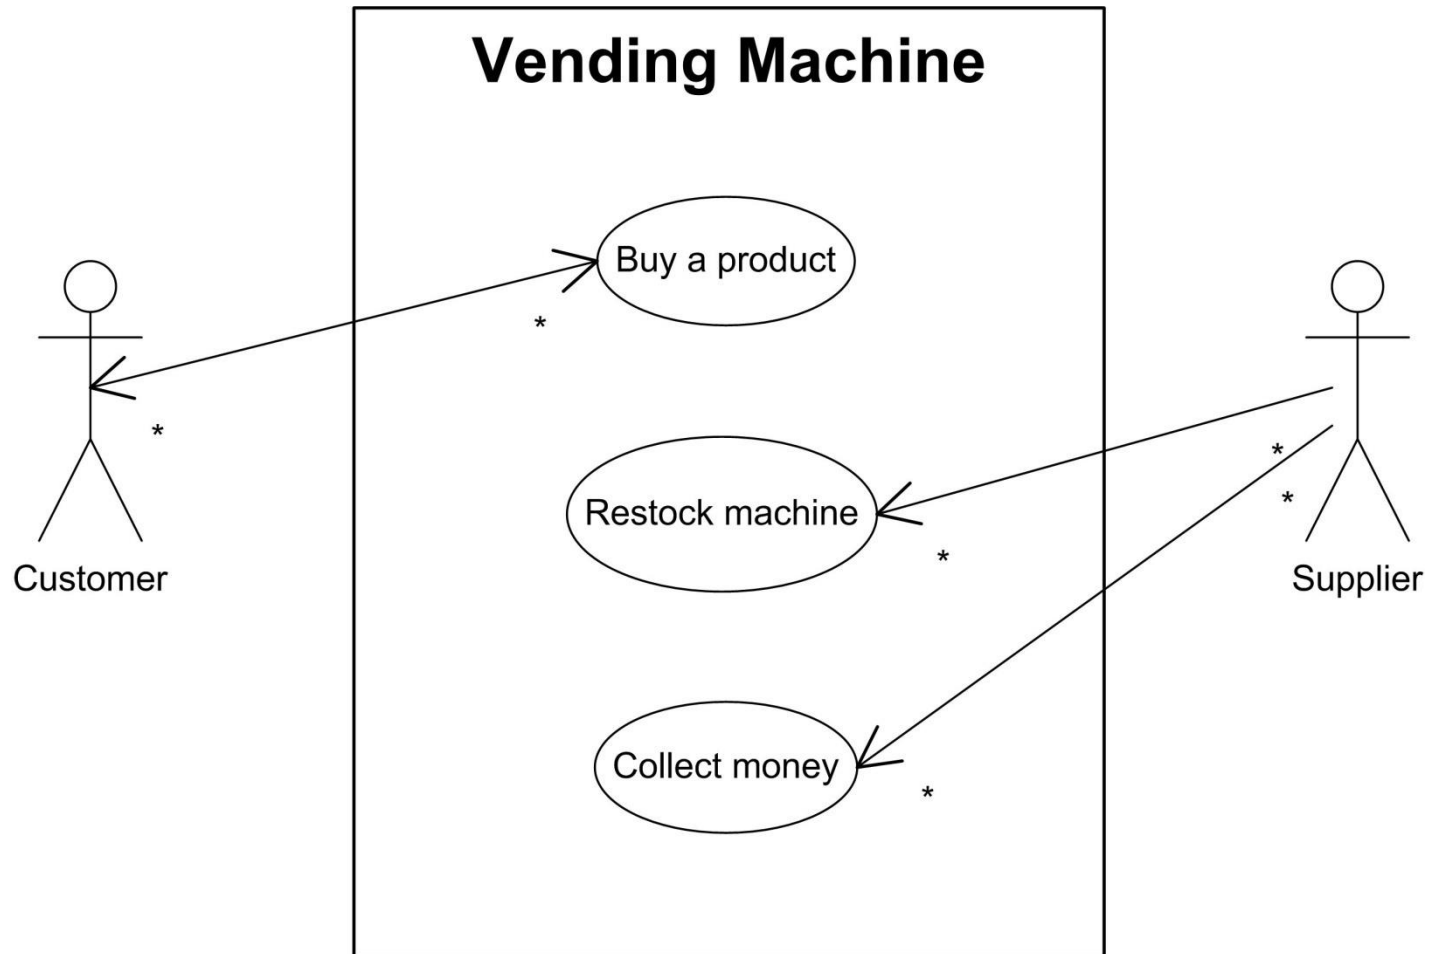 Vending Machine
Buy a product
*
*
*
*
Restock machine
*
Customer
Supplier
Collect money
*